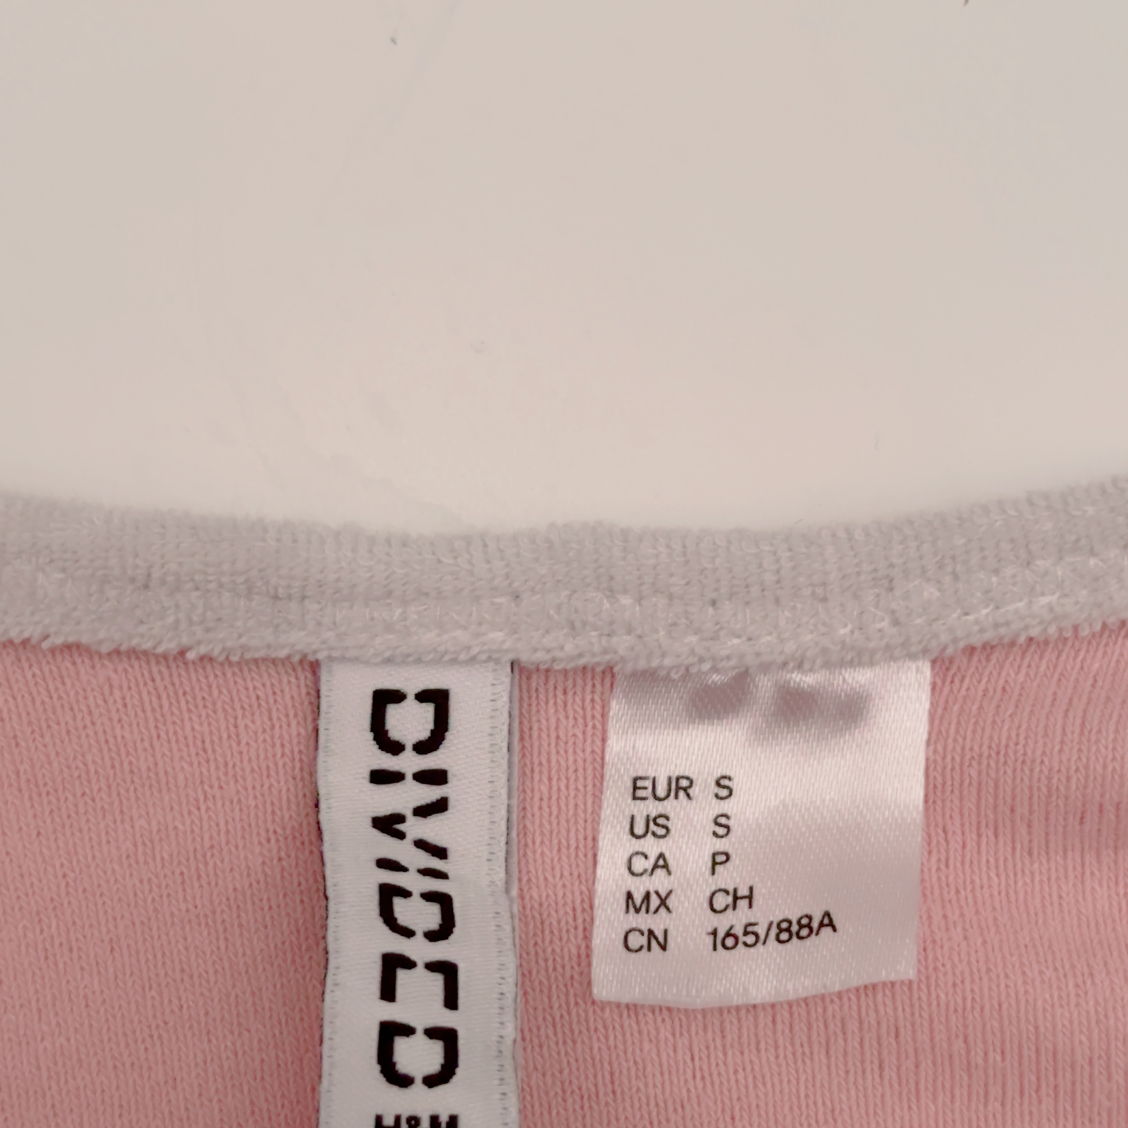 DIVIDED
H&M
EUR S
US S
CA P
MX CH
CN 165/88A